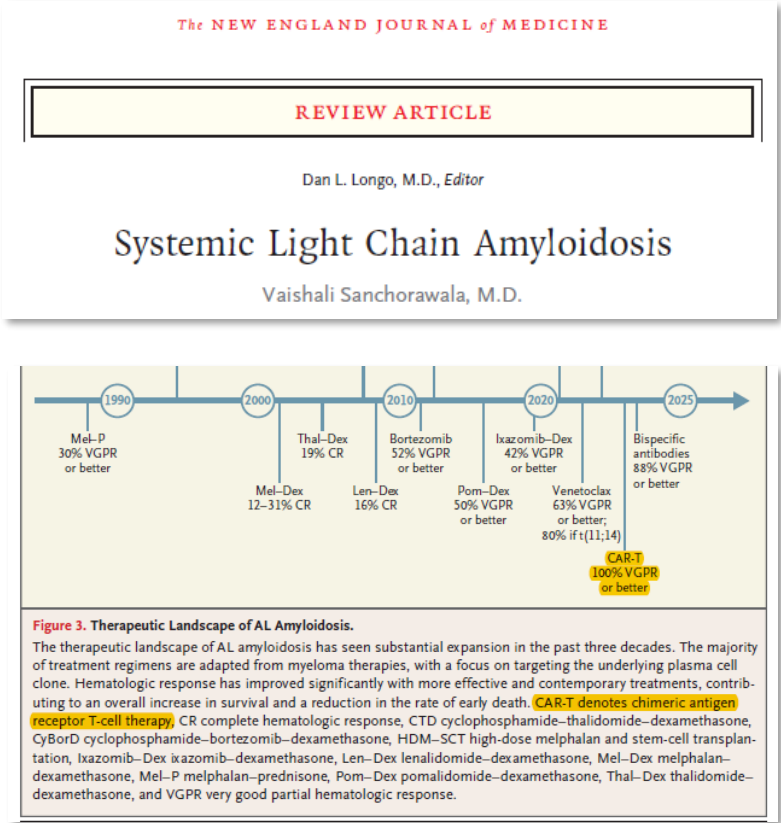 The NEW ENGLAND JOURNAL of MEDICINE
REVIEW ARTICLE
Dan L. Longo, M.D., Editor
Systemic Light Chain Amyloidosis
Vaishali Sanchorawala, M.D.
1990
2000
2010
2020
2025
Mel–P
30% VGPR
or better
Mel–Dex
12–31% CR
Thal–Dex
19% CR
Len–Dex
16% CR
Bortezomib
52% VGPR
or better
Pom–Dex
50% VGPR
or better
Ixazomib–Dex
42% VGPR
or better
Venetoclax
63% VGPR
or better;
80% if t(11;14)
CAR-T
100% VGPR
or better
Bispecific
antibodies
88% VGPR
or better
Figure 3. Therapeutic Landscape of AL Amyloidosis.
The therapeutic landscape of AL amyloidosis has seen substantial expansion in the past three decades. The majority
of treatment regimens are adapted from myeloma therapies, with a focus on targeting the underlying plasma cell
clone. Hematologic response has improved significantly with more effective and contemporary treatments, contrib-
uting to an overall increase in survival and a reduction in the rate of early death. CAR-T denotes chimeric antigen
receptor T-cell therapy, CR complete hematologic response, CTD cyclophosphamide–thalidomide–dexamethasone,
CyBorD cyclophosphamide–bortezomib–dexamethasone, HDM–SCT high-dose melphalan and stem-cell transplan-
tation, Ixazomib–Dex ixazomib–dexamethasone, Len–Dex lenalidomide–dexamethasone, Mel–Dex melphalan–
dexamethasone, Mel–P melphalan–prednisone, Pom–Dex pomalidomide–dexamethasone, Thal–Dex thalidomide–
dexamethasone, and VGPR very good partial hematologic response.